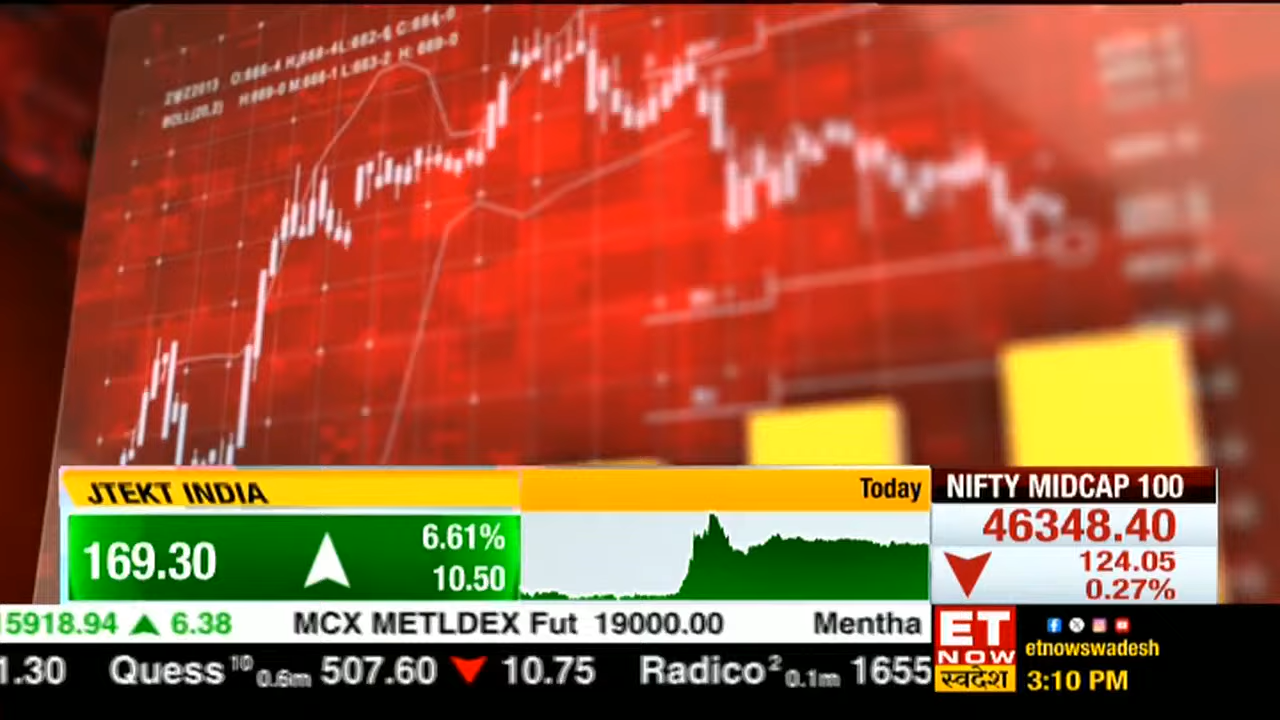 JTEKT INDIA
Today
169.30
6.61%
10.50
NIFTY MIDCAP 100
46348.40
124.05
0.27%
15918.94 6.38 MCX METLDEX Fut 19000.00 Mentha
1.30 Quess 10 0.6m 507.60 10.75 Radico 2 0.1m 1655
ET
NOW
स्वदेश
etnowswadesh
3:10 PM